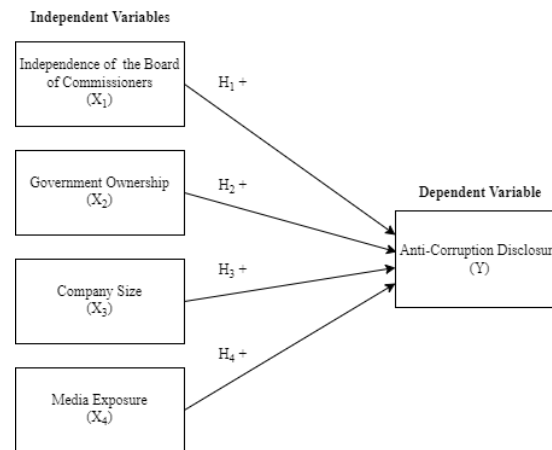 Independent Variables
Independence of the Board
of Commissioners
(X₁)
H₁ +
Government Ownership
(X₂)
H₂ +
Dependent Variable
Anti-Corruption Disclosur
(Y)
Company Size
(X₃)
H₃ +
Media Exposure
(X₄)
H₄ +